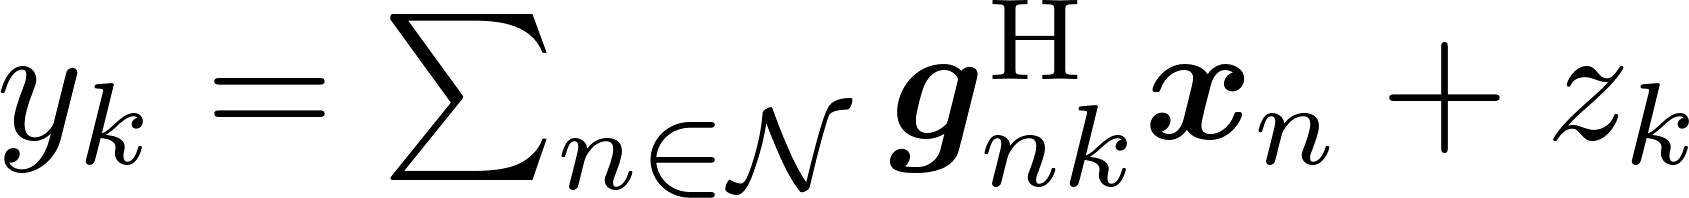 $y_k = \sum_{n \in \mathcal{N}} \boldsymbol{g}_{nk}^{\mathrm{H}} \boldsymbol{x}_n + z_k$